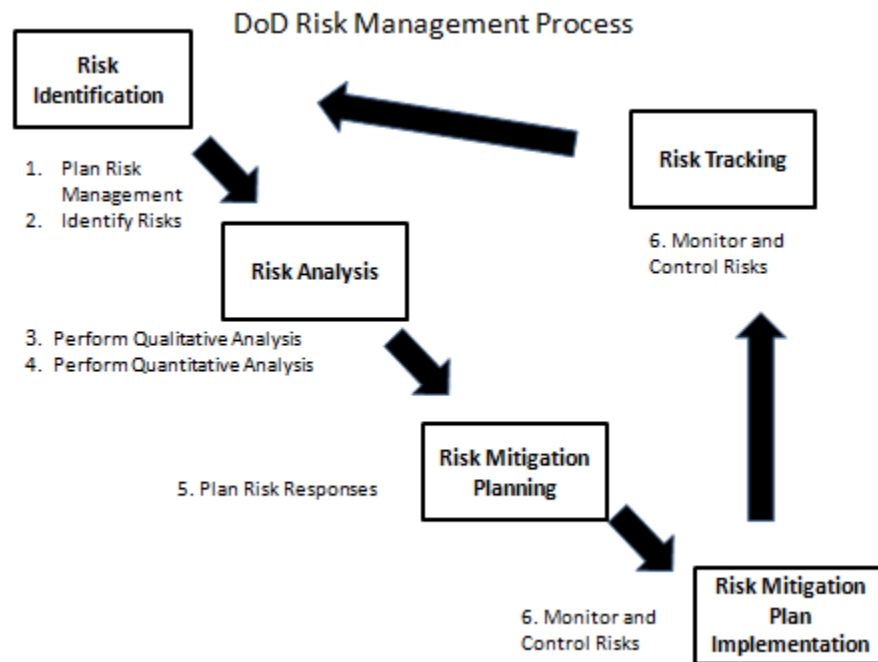 DoD Risk Management Process
Risk
Identification
1. Plan Risk
Management
2. Identify Risks
Risk Analysis
3. Perform Qualitative Analysis
4. Perform Quantitative Analysis
Risk Mitigation
Planning
5. Plan Risk Responses
Risk Mitigation
Plan
Implementation
6. Monitor and
Control Risks
Risk Tracking
6. Monitor and
Control Risks